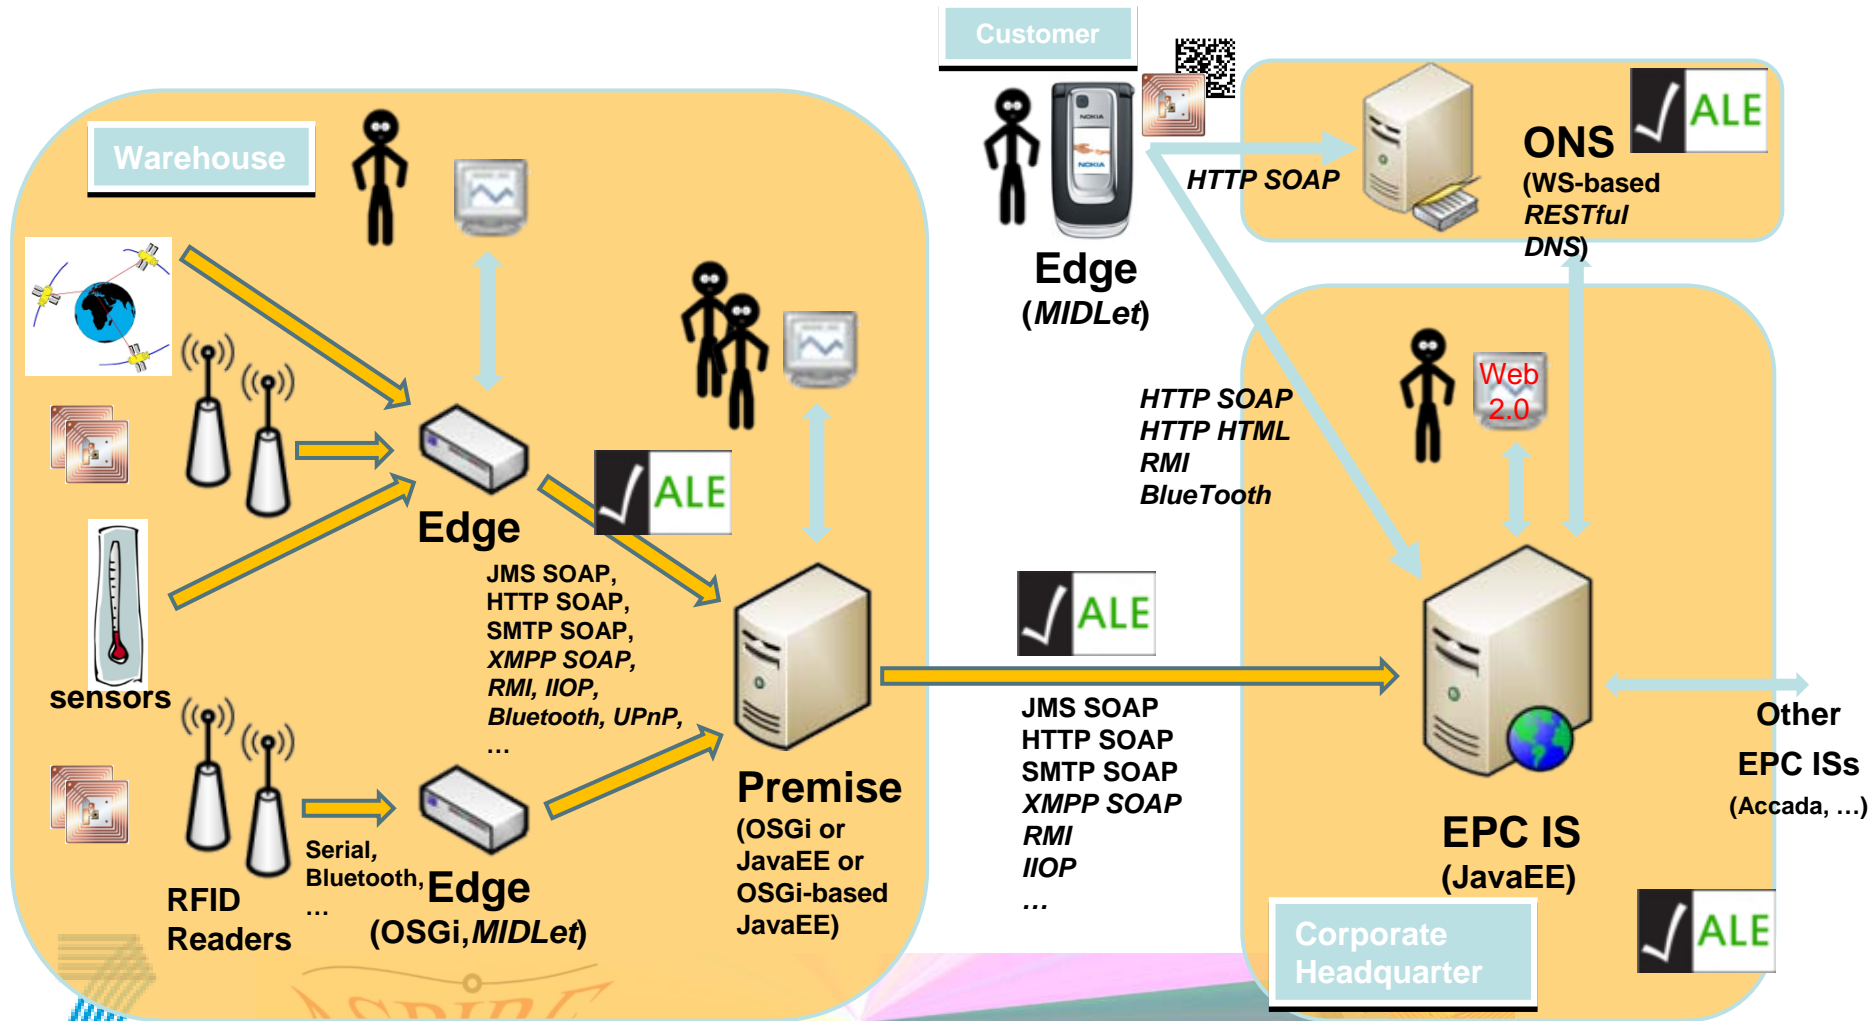 Customer
Warehouse
ALE
ONS
(WS-based
RESTful
DNS)
HTTP SOAP
NOKIA
NOKIA
Edge
(MIDLet)
HTTP SOAP
HTTP HTML
RMI
BlueTooth
Web
2.0
Edge
ALE
JMS SOAP,
HTTP SOAP,
SMTP SOAP,
XMPP SOAP,
RMI, IIOP,
Bluetooth, UPnP,
…
sensors
ALE
JMS SOAP
HTTP SOAP
SMTP SOAP
XMPP SOAP
RMI
IIOP
…
Premise
(OSGi or
JavaEE or
OSGi-based
JavaEE)
Serial,
Bluetooth,
…
RFID
Readers
Edge
(OSGi,MIDLet)
EPC IS
(JavaEE)
Other
EPC ISs
(Accada, …)
Corporate
Headquarter
ALE
ASPIRE